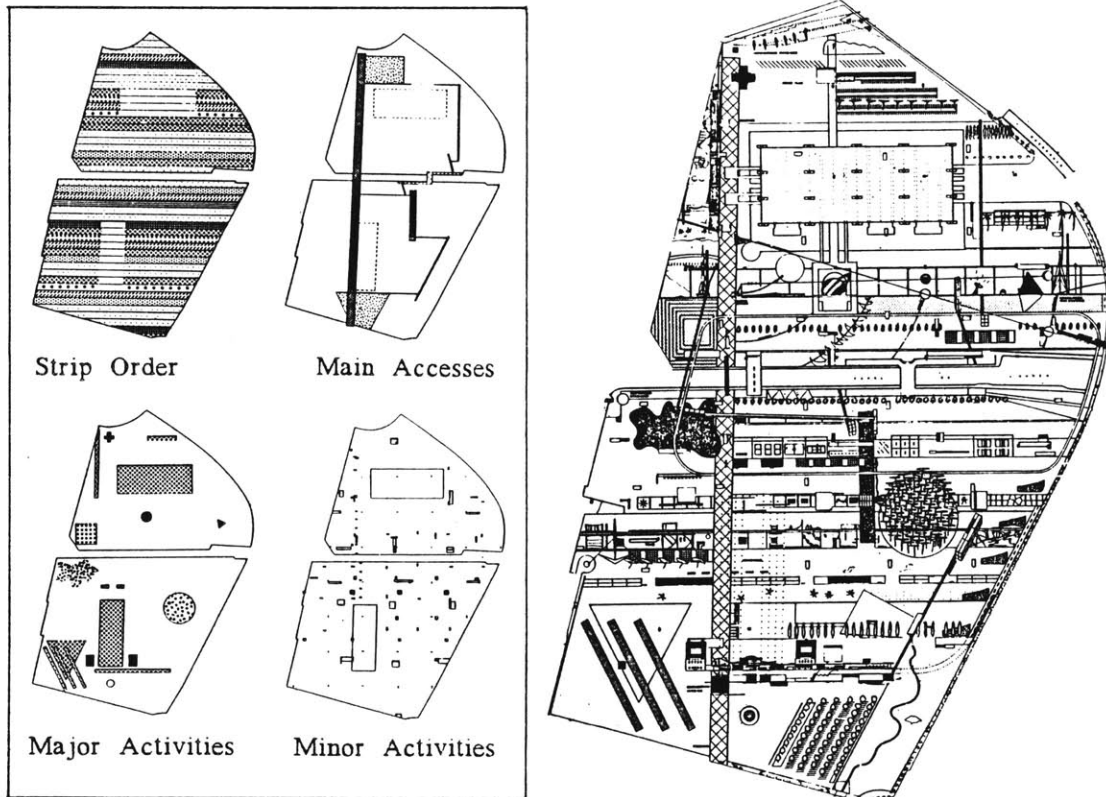 Strip Order
Main Accesses
Major Activities
Minor Activities